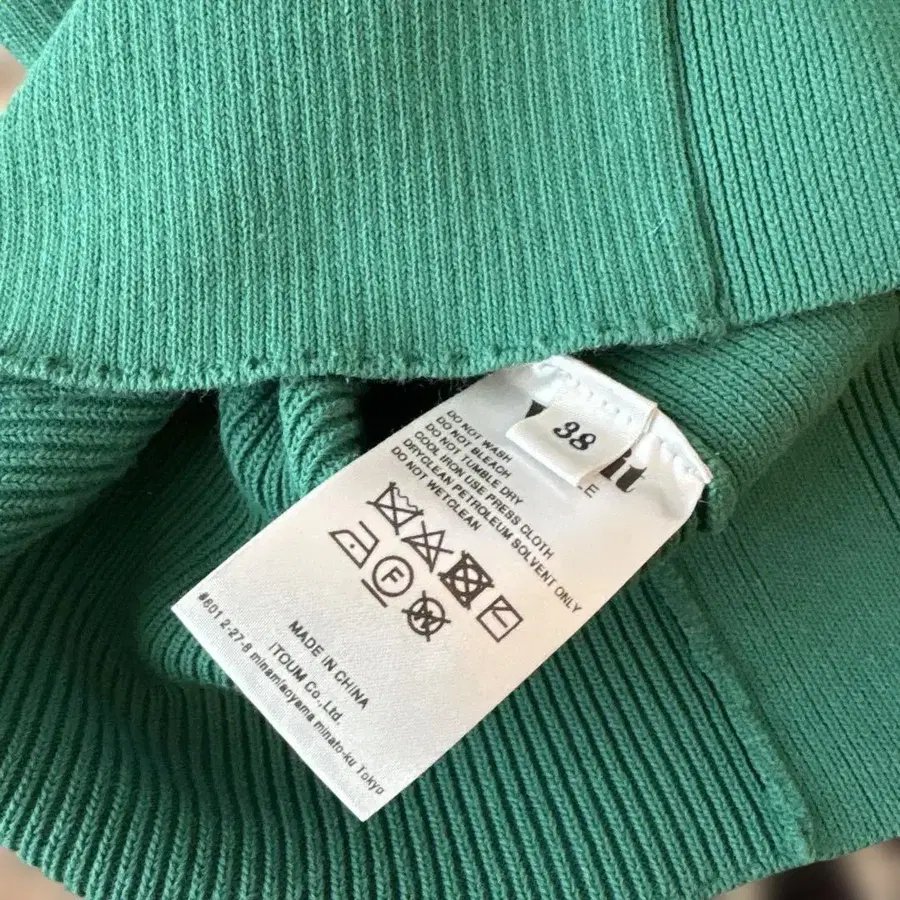 38
DO NOT WASH
DO NOT BLEACH
DO NOT TUMBLE DRY
COOL IRON USE PRESS CLOTH
DRYCLEAN PETROLEUM SOLVENT ONLY
DO NOT WETCLEAN
F
W
MADE IN CHINA
ITOUM Co.,Ltd.
#601 2-27-8 minamiaoyama minato-ku Tokyo